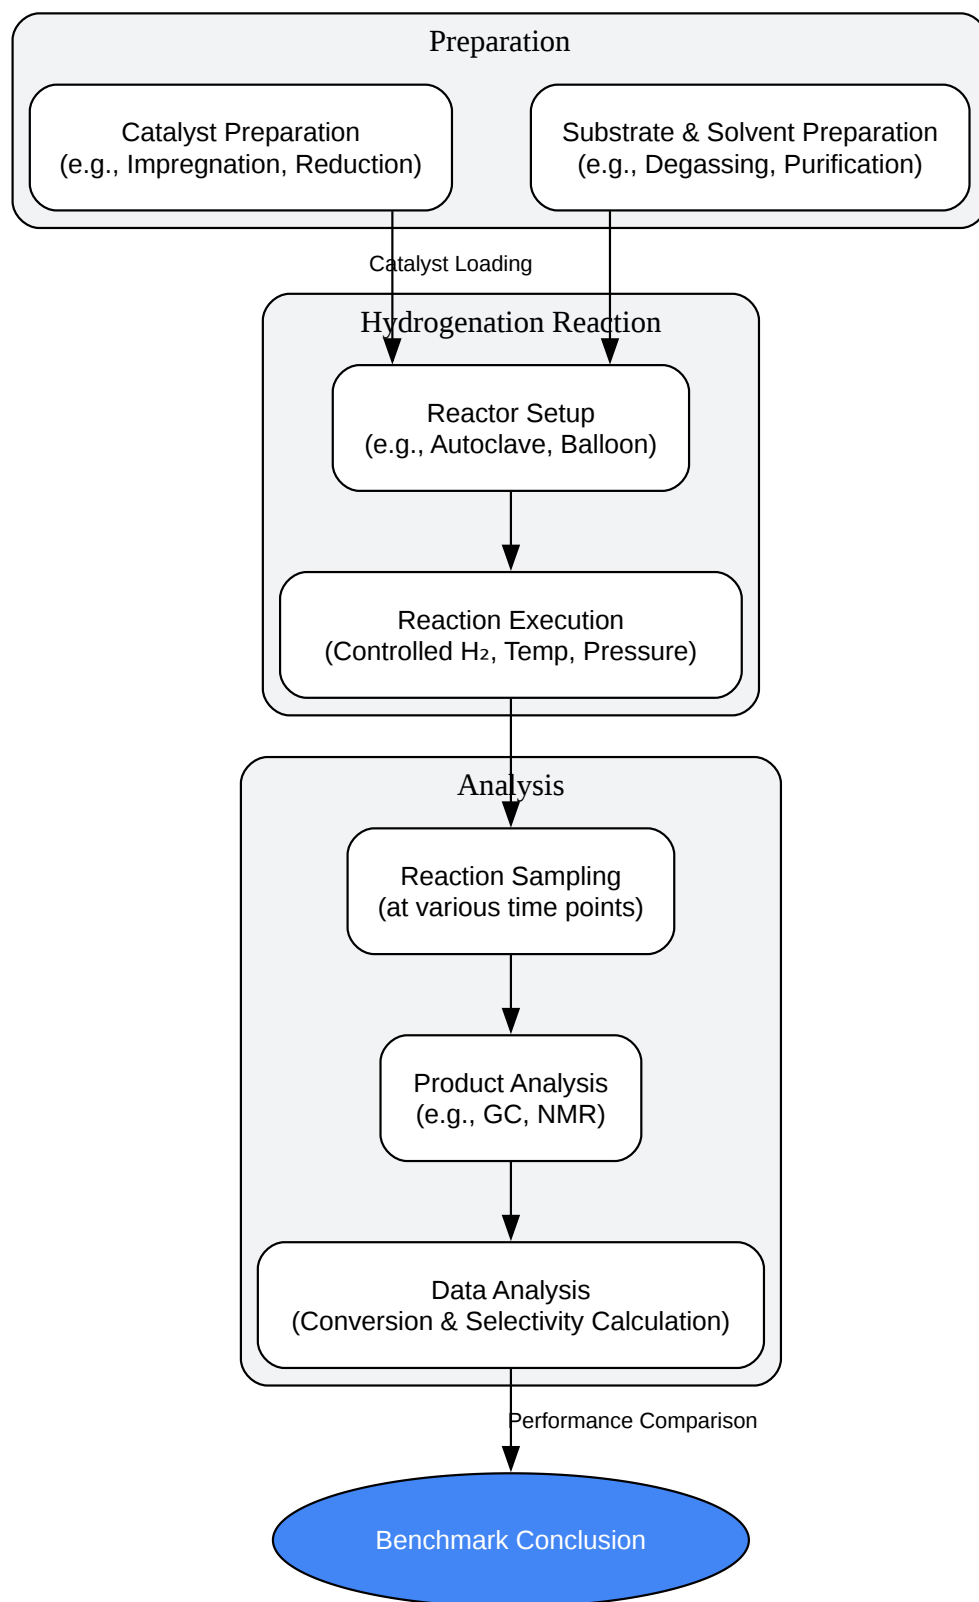 Preparation
Catalyst Preparation
(e.g., Impregnation, Reduction)
Substrate & Solvent Preparation
(e.g., Degassing, Purification)
Catalyst Loading
Hydrogenation Reaction
Reactor Setup
(e.g., Autoclave, Balloon)
Reaction Execution
(Controlled H₂, Temp, Pressure)
Analysis
Reaction Sampling
(at various time points)
Product Analysis
(e.g., GC, NMR)
Data Analysis
(Conversion & Selectivity Calculation)
Performance Comparison
Benchmark Conclusion